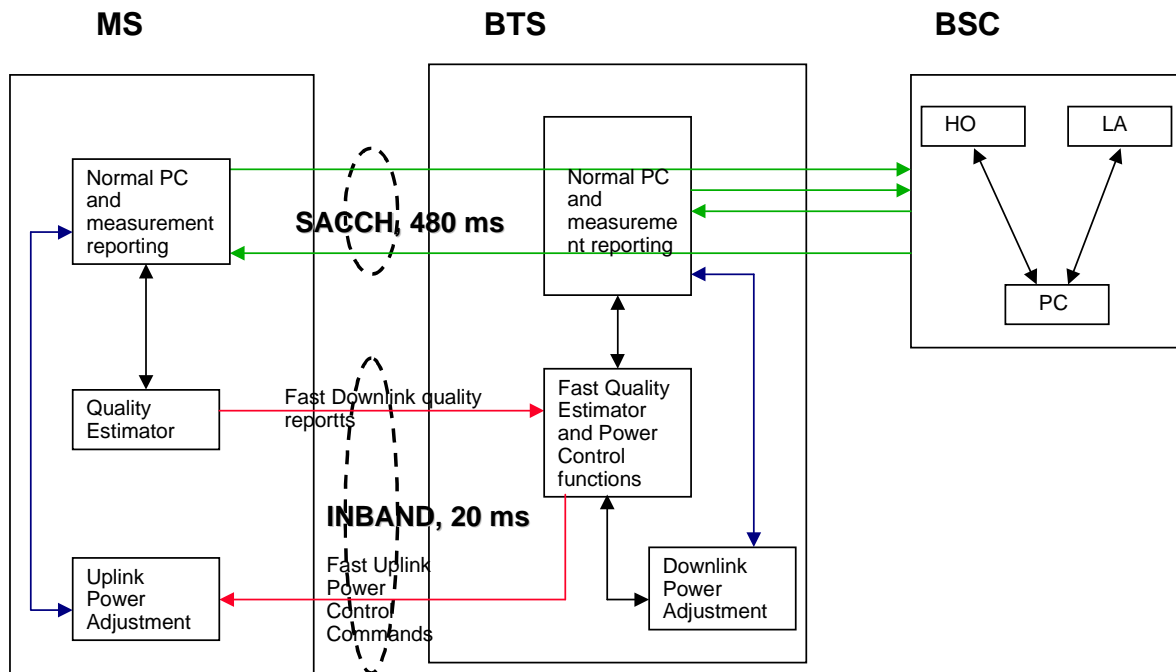 MS
BTS
BSC
HO
LA
PC
Normal PC
and
measurement
reporting
SACCH, 480 ms
Normal PC
and
measureme
nt reporting
Quality
Estimator
Fast Downlink quality
reportts
Fast Quality
Estimator
and Power
Control
functions
INBAND, 20 ms
Uplink
Power
Adjustment
Fast Uplink
Power
Control
Commands
Downlink
Power
Adjustment